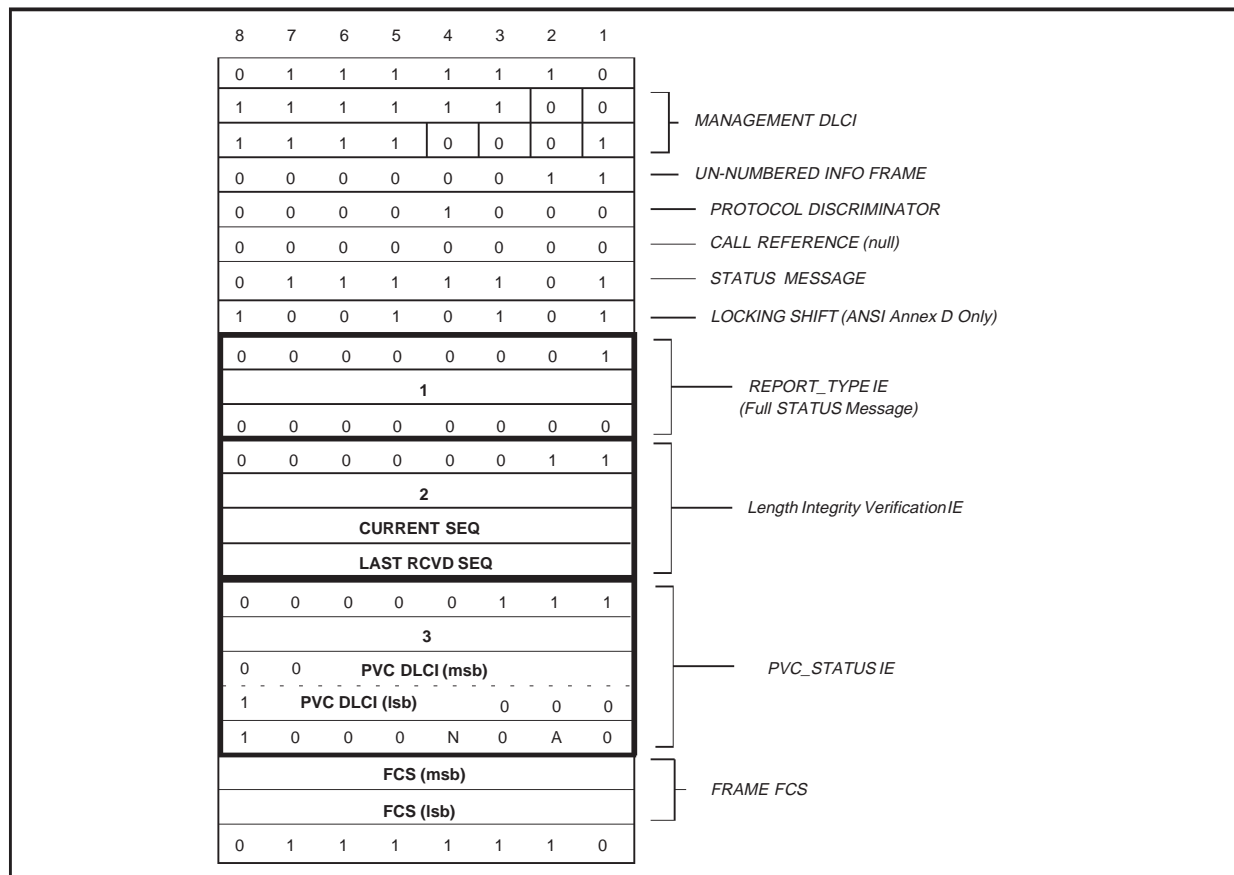 8 7 6 5 4 3 2 1
0 1 1 1 1 1 1 0
1 1 1 1 1 1 0 0
MANAGEMENT DLCI
1 1 1 1 0 0 0 1
0 0 0 0 0 0 1 1 UN-NUMBERED INFO FRAME
0 0 0 0 1 0 0 0 PROTOCOL DISCRIMINATOR
0 0 0 0 0 0 0 0 CALL REFERENCE (null)
0 1 1 1 1 1 0 1 STATUS MESSAGE
1 0 0 1 0 1 0 1 LOCKING SHIFT (ANSI Annex D Only)
0 0 0 0 0 0 0 1
1 REPORT_TYPE IE
(Full STATUS Message)
0 0 0 0 0 0 0 0
0 0 0 0 0 0 1 1
2
Length Integrity Verification IE
CURRENT SEQ
LAST RCVD SEQ
0 0 0 0 0 1 1 1
3
0 0 PVC DLCI (msb) PVC_STATUS IE
1 PVC DLCI (lsb) 0 0 0
1 0 0 0 N 0 A 0
FCS (msb)
FRAME FCS
FCS (lsb)
0 1 1 1 1 1 1 0